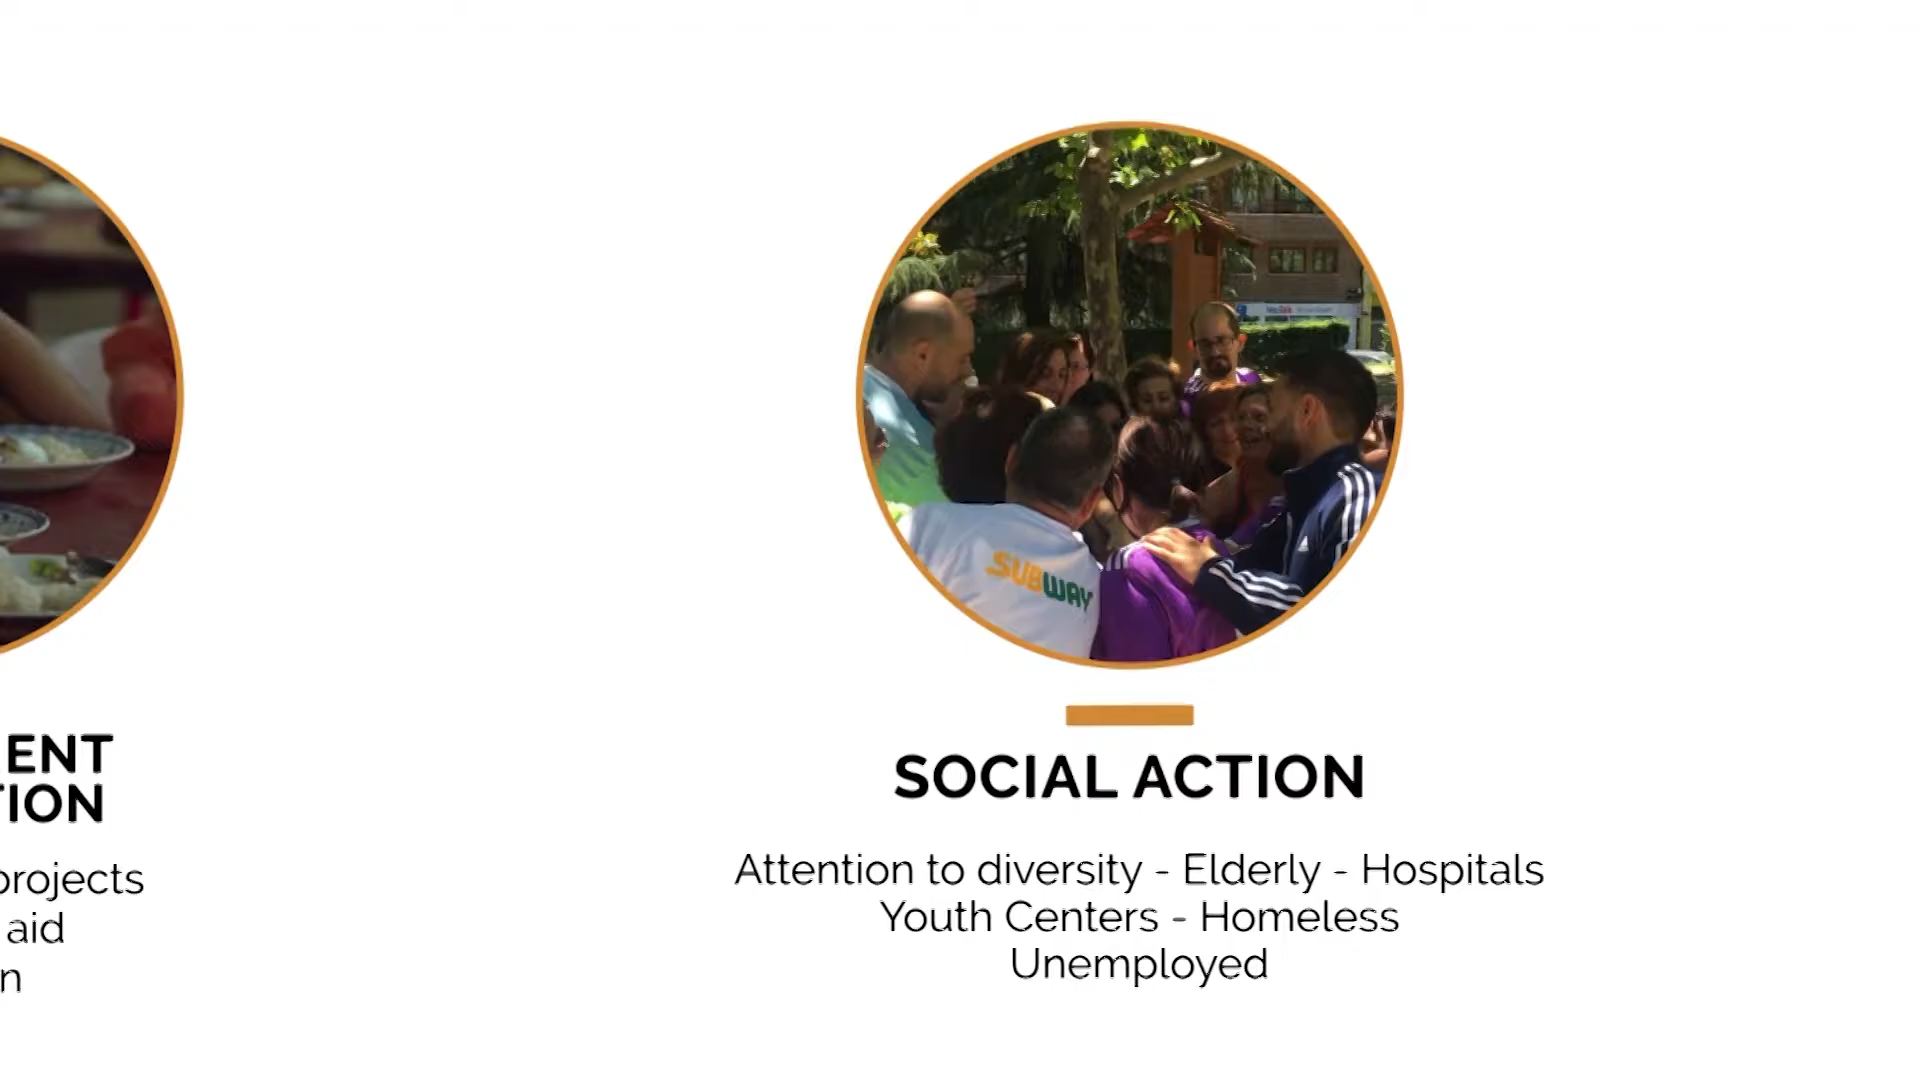 ENT
TION
projects
aid
n
SUBWAY
SOCIAL ACTION
Attention to diversity - Elderly - Hospitals
Youth Centers - Homeless
Unemployed